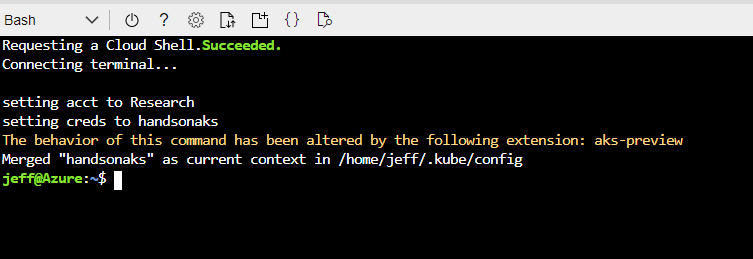 Bash
?
{}
Requesting a Cloud Shell.Succeeded.
Connecting terminal...
setting acct to Research
setting creds to handsonaks
The behavior of this command has been altered by the following extension: aks-preview
Merged "handsonaks" as current context in /home/jeff/.kube/config
jeff@Azure:~$